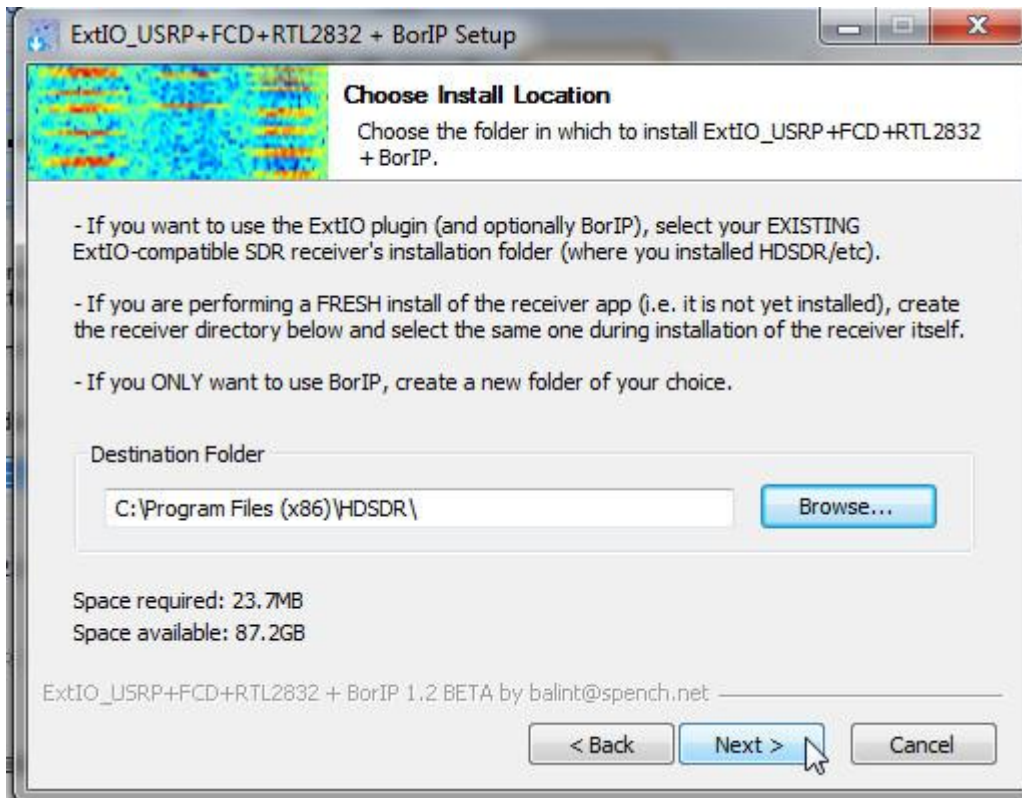 ExtIO_USRP+FCD+RTL2832 + BorIP Setup
Choose Install Location
Choose the folder in which to install ExtIO_USRP+FCD+RTL2832
+ BorIP.
- If you want to use the ExtIO plugin (and optionally BorIP), select your EXISTING
ExtIO-compatible SDR receiver's installation folder (where you installed HDSDR/etc).
- If you are performing a FRESH install of the receiver app (i.e. it is not yet installed), create
the receiver directory below and select the same one during installation of the receiver itself.
- If you ONLY want to use BorIP, create a new folder of your choice.
Destination Folder
C:\Program Files (x86)\HDSDR\
Browse...
Space required: 23.7MB
Space available: 87.2GB
ExtIO_USRP+FCD+RTL2832 + BorIP 1.2 BETA by balint@spench.net
< Back
Next >
Cancel